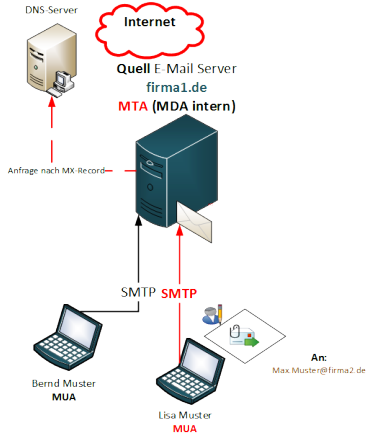 DNS-Server
Internet
Quell E-Mail Server
firma1.de
MTA (MDA intern)
Anfrage nach MX-Record
SMTP
SMTP
Bernd Muster
MUA
An:
Max.Muster@firma2.de
Lisa Muster
MUA